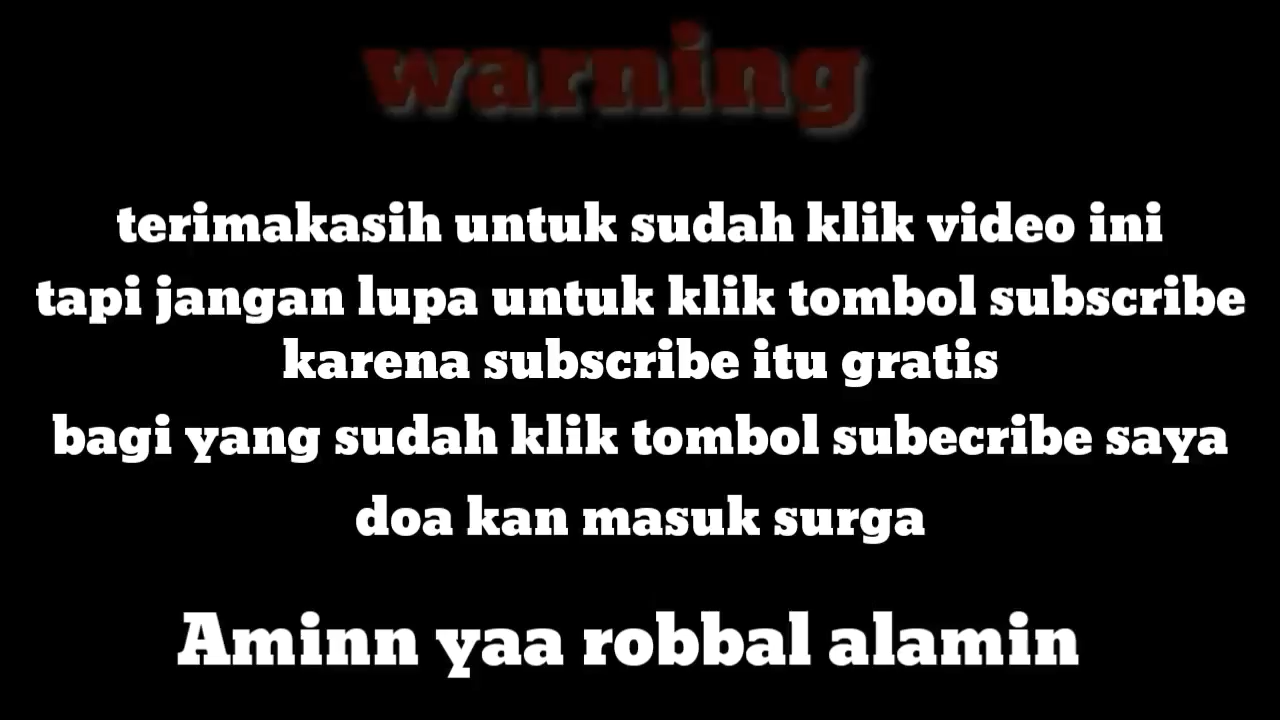 warning
terimakasih untuk sudah klik video ini
tapi jangan lupa untuk klik tombol subscribe
karena subscribe itu gratis
bagi yang sudah klik tombol subecribe saya
doa kan masuk surga
Aminn yaa robbal alamin